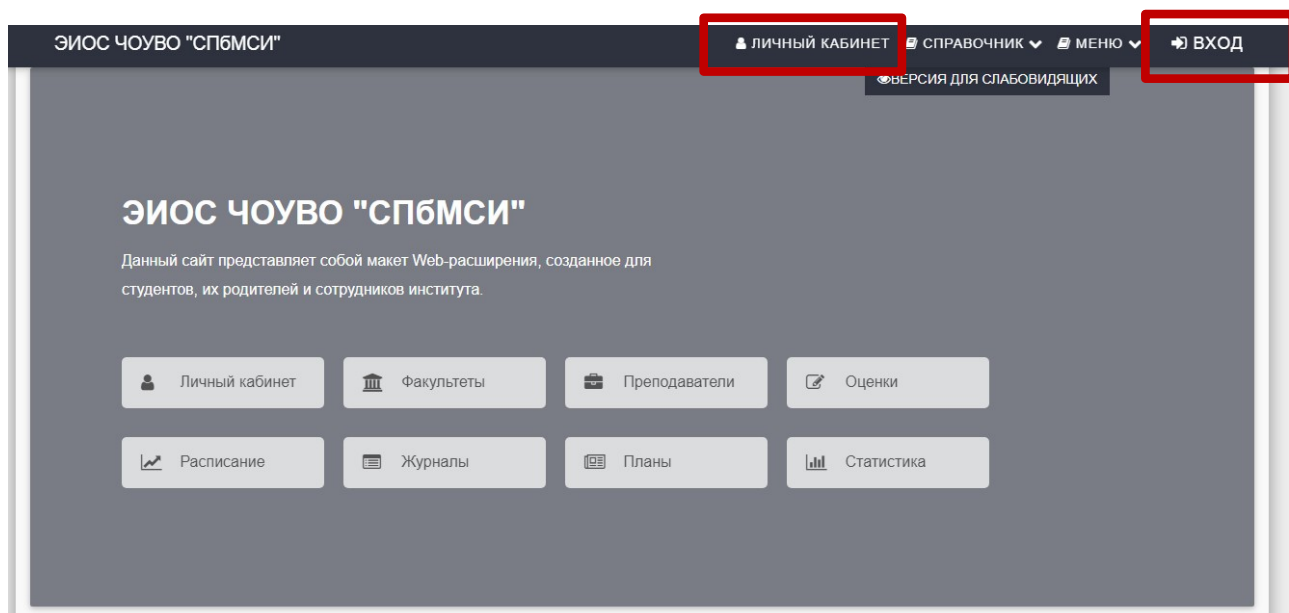 ЭИОС ЧОУВО "СПбМСИ"
ЛИЧНЫЙ КАБИНЕТ СПРАВОЧНИК МЕНЮ ВХОД
ВЕРСИЯ ДЛЯ СЛАБОВИДЯЩИХ
ЭИОС ЧОУВО "СПбМСИ"
Данный сайт представляет собой макет Web-расширения, созданное для
студентов, их родителей и сотрудников института.
Личный кабинет Факультеты Преподаватели Оценки
Расписание Журналы Планы Статистика